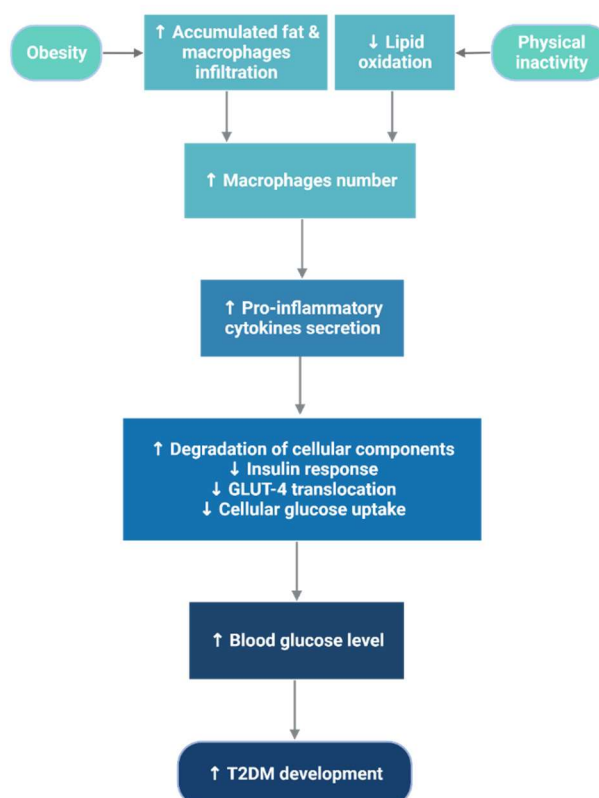 Obesity
↑ Accumulated fat &
macrophages
infiltration
↓ Lipid
oxidation
Physical
inactivity
↑ Macrophages number
↑ Pro-inflammatory
cytokines secretion
↑ Degradation of cellular components
↓ Insulin response
↓ GLUT-4 translocation
↓ Cellular glucose uptake
↑ Blood glucose level
↑ T2DM development